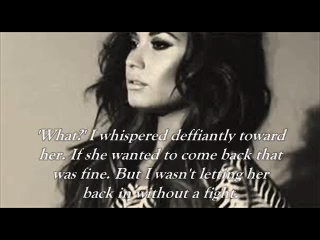 'What?' I whispered deffiantly toward
her. If she wanted to come back that
was fine. But I wasn't letting her
back in without a fight.